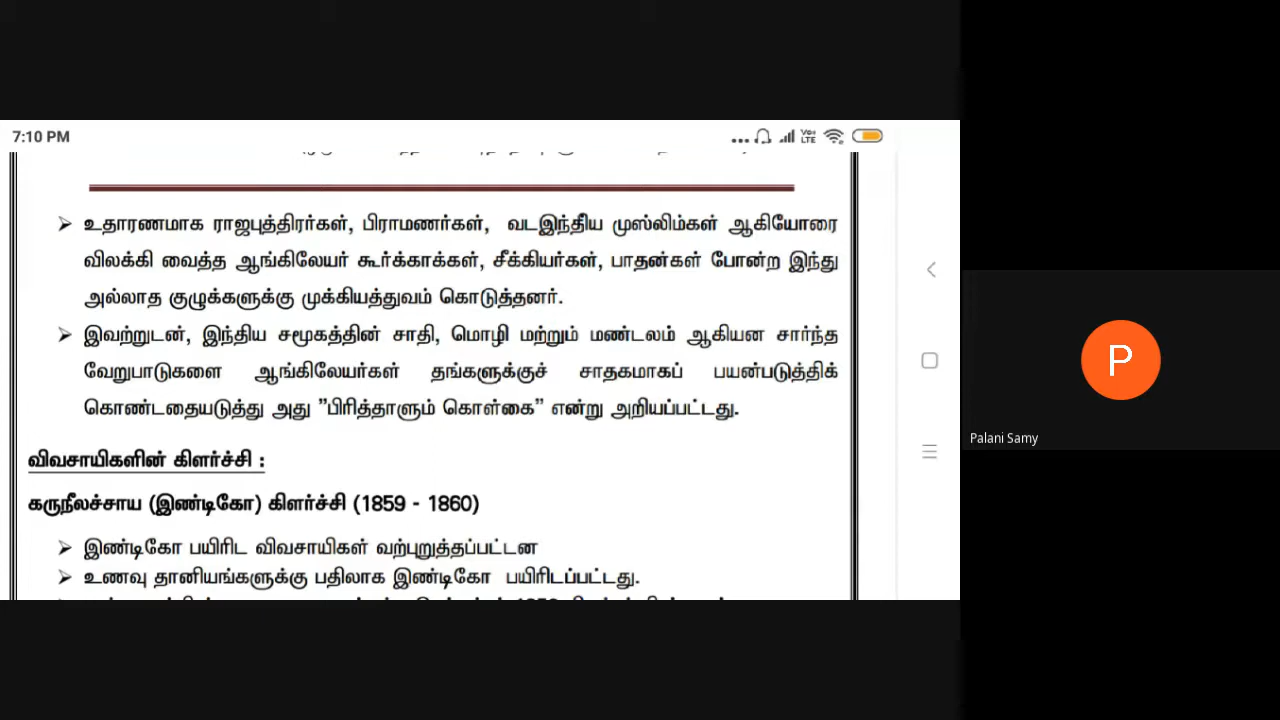 7:10 PM
Vo» LTE
➢ உதாரணமாக ராஜபுத்திரர்கள், பிராமணர்கள், வடஇந்திய முஸ்லிம்கள் ஆகியோரை
விலக்கி வைத்த ஆங்கிலேயர் கூர்க்காக்கள், சீக்கியர்கள், பாதன்கள் போன்ற இந்து
அல்லாத குழுக்களுக்கு முக்கியத்துவம் கொடுத்தனர்.
➢ இவற்றுடன், இந்திய சமூகத்தின் சாதி, மொழி மற்றும் மண்டலம் ஆகியன சார்ந்த
வேறுபாடுகளை ஆங்கிலேயர்கள் தங்களுக்குச் சாதகமாகப் பயன்படுத்திக்
கொண்டதையடுத்து அது ”பிரித்தாளும் கொள்கை” என்று அறியப்பட்டது.
விவசாயிகளின் கிளர்ச்சி :
கருநீலச்சாய (இண்டிகோ) கிளர்ச்சி (1859 - 1860)
➢ இண்டிகோ பயிரிட விவசாயிகள் வற்புறுத்தப்பட்டன
➢ உணவு தானியங்களுக்கு பதிலாக இண்டிகோ பயிரிடப்பட்டது.
P
Palani Samy